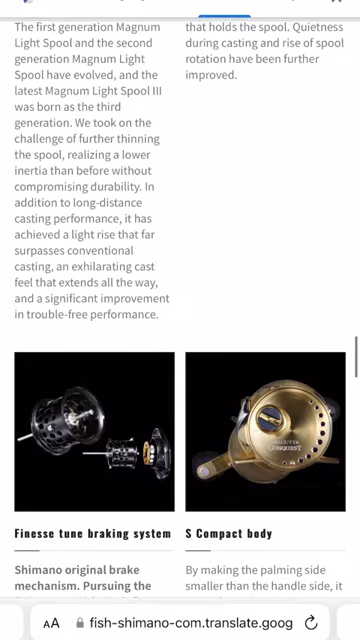 The first generation Magnum
Light Spool and the second
generation Magnum Light
Spool have evolved, and the
latest Magnum Light Spool III
was born as the third
generation. We took on the
challenge of further thinning
the spool, realizing a lower
inertia than before without
compromising durability. In
addition to long-distance
casting performance, it has
achieved a light rise that far
surpasses conventional
casting, an exhilarating cast
feel that extends all the way,
and a significant improvement
in trouble-free performance.
that holds the spool. Quietness
during casting and rise of spool
rotation have been further
improved.
CALCUTTA
CONQUEST
Finesse tune braking system
Shimano original brake
mechanism. Pursuing the
S Compact body
By making the palming side
smaller than the handle side, it
AA
fish-shimano-com.translate.goog